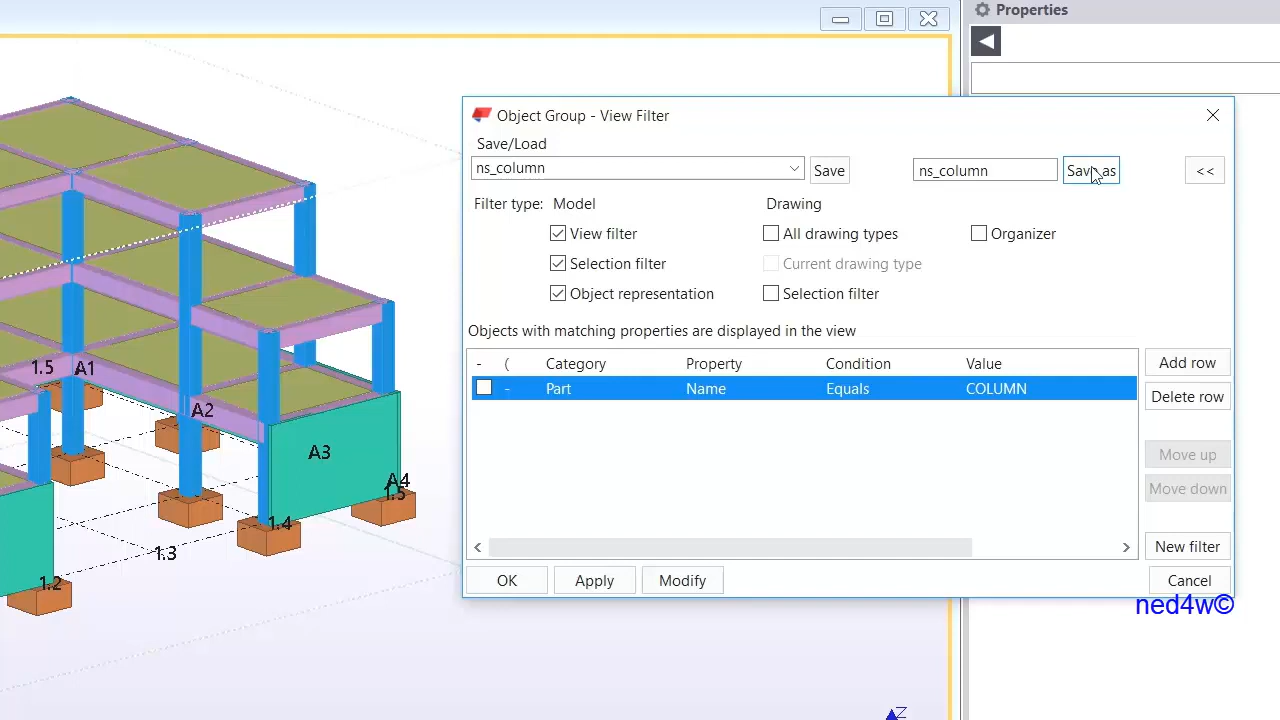 Properties
Object Group - View Filter
Save/Load
ns_column
Save
ns_column
Save as
<<
Filter type:
Model
Drawing
View filter
All drawing types
Organizer
Selection filter
Current drawing type
Object representation
Selection filter
Objects with matching properties are displayed in the view
- ( Category Property Condition Value
- Part Name Equals COLUMN
Add row
Delete row
Move up
Move down
New filter
OK
Apply
Modify
Cancel
ned4w©
1.5
A1
A2
A3
A4
1.5
1.4
1.3
1.2
Z